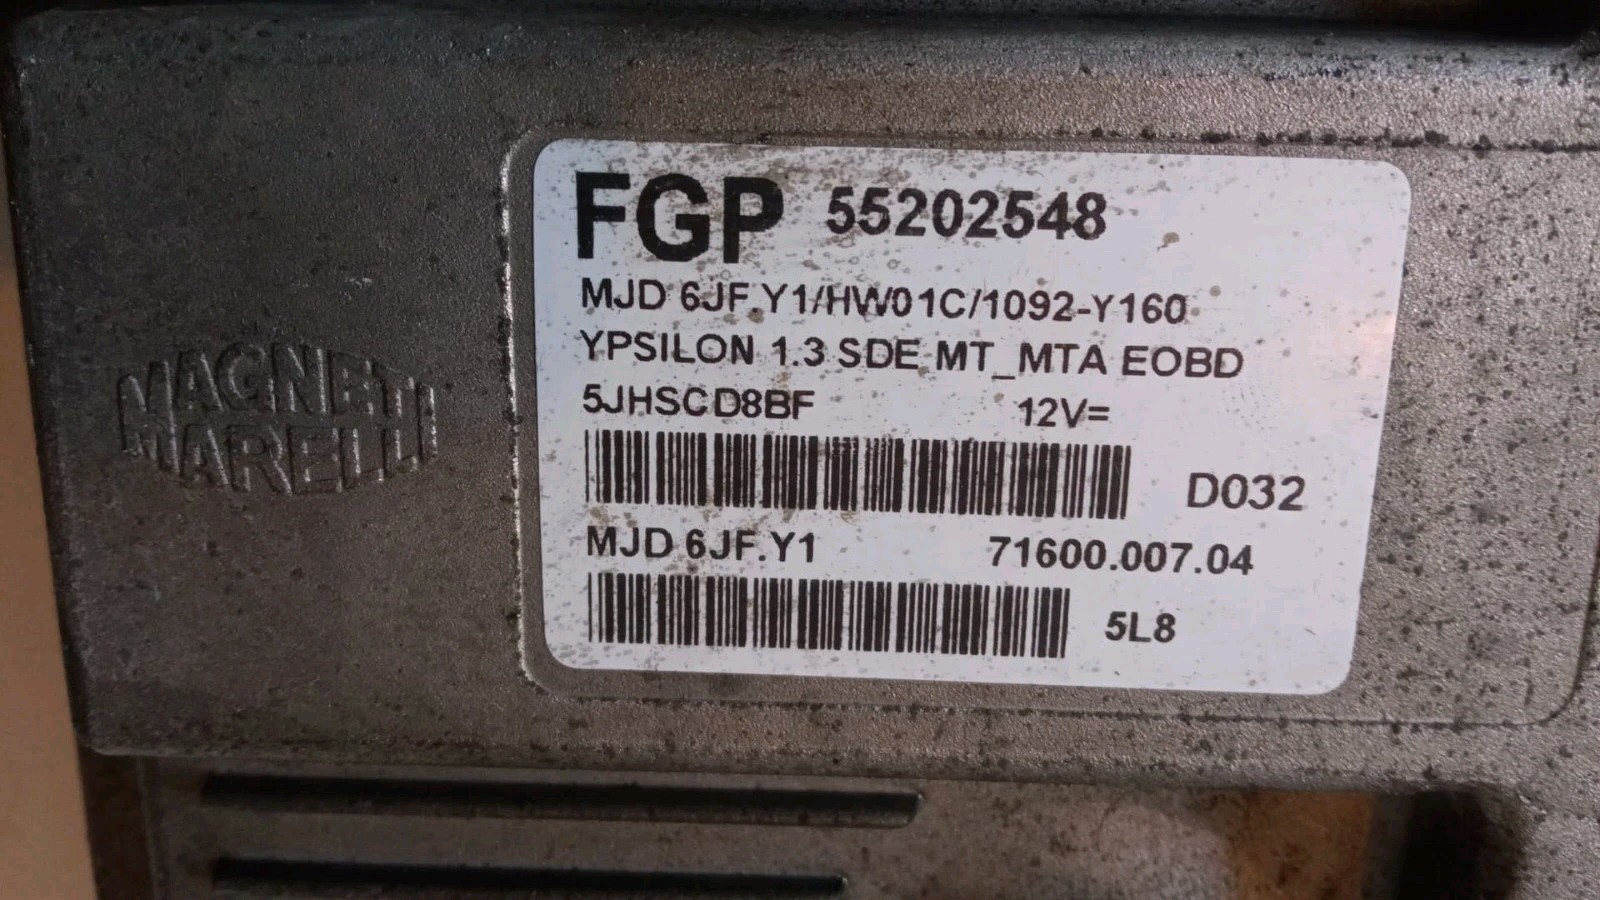 MAGNETI
MARELLI
FGP 55202548
MJD 6JF.Y1/HW01C/1092-Y160
YPSILON 1.3 SDE MT_MTA EOBD
5JHSCD8BF 12V=
D032
MJD 6JF.Y1 71600.007.04
5L8